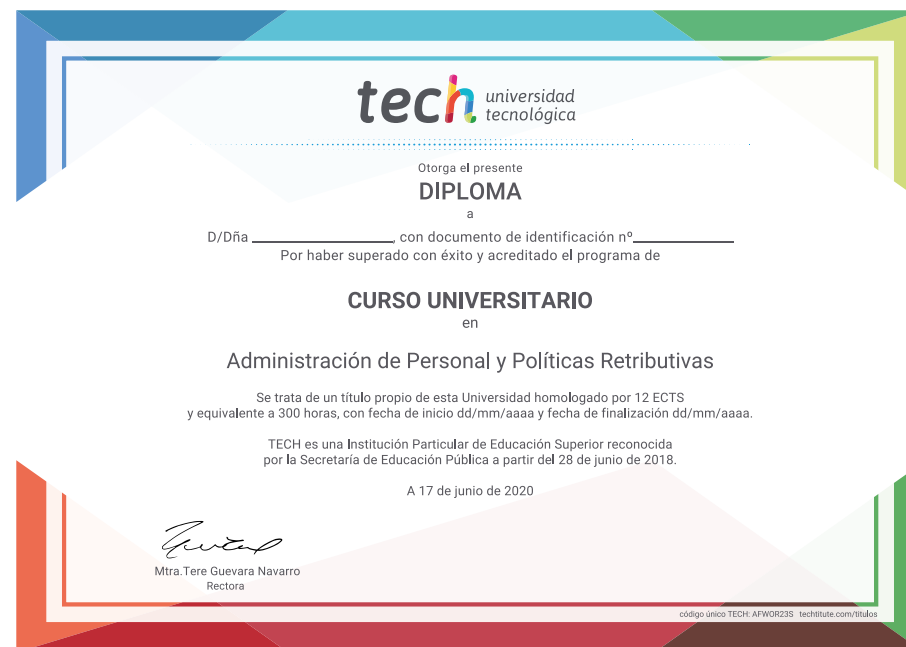 tech universidad
tecnológica
Otorga el presente
DIPLOMA
a
D/Dña ____________________, con documento de identificación nº______________
Por haber superado con éxito y acreditado el programa de
CURSO UNIVERSITARIO
en
Administración de Personal y Políticas Retributivas
Se trata de un título propio de esta Universidad homologado por 12 ECTS
y equivalente a 300 horas, con fecha de inicio dd/mm/aaaa y fecha de finalización dd/mm/aaaa.
TECH es una Institución Particular de Educación Superior reconocida
por la Secretaría de Educación Pública a partir del 28 de junio de 2018.
A 17 de junio de 2020
Mtra.Tere Guevara Navarro
Rectora
código único TECH: AFWOR23S techtitute.com/titulos